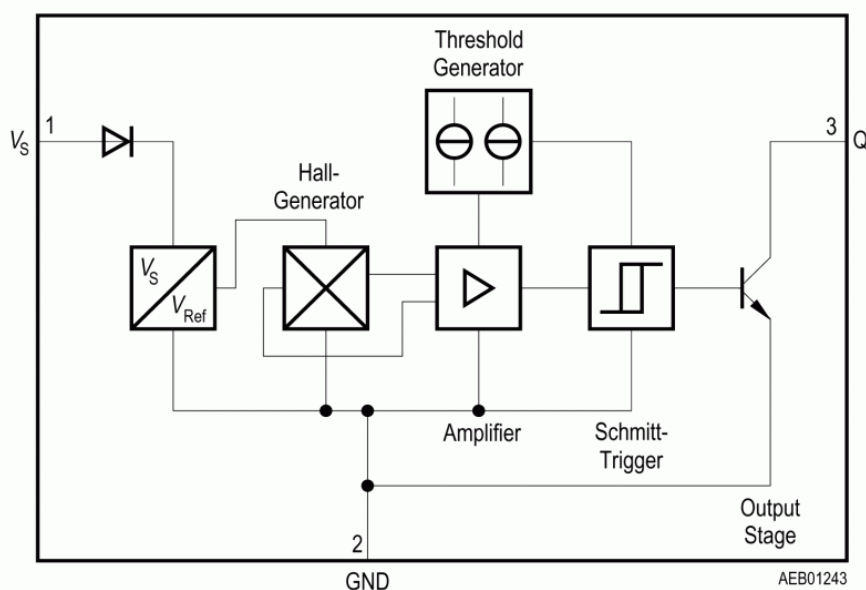 Threshold
Generator
1
V_S
3
Q
Hall-
Generator
V_S
V_Ref
Amplifier
Schmitt-
Trigger
Output
Stage
2
GND
AEB01243